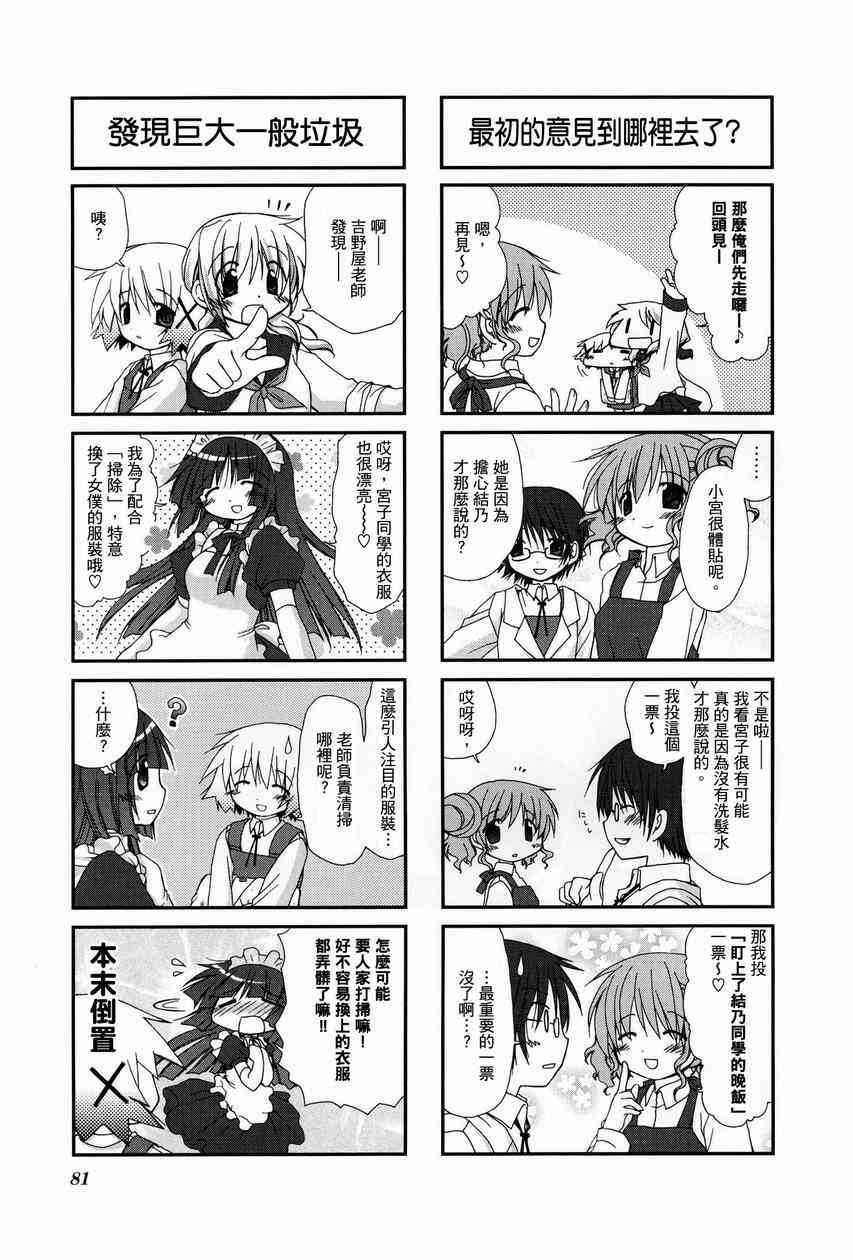 最初的意見到哪裡去了?
那麼俺們先走囉ー♪
回頭見ー
嗯,
再見～♡
……
小宮很體貼呢。
她是因為
擔心結乃
才那麼說的?
不是啦——
我看宮子很有可能
真的是因為沒有洗髮水
才那麼說的。
我投這個
一票～
哎呀呀,
那我投
「盯上了結乃同學的晚飯」
一票～♡
…最重要的一票
沒了啊…?
發現巨大一般垃圾
啊——
吉野屋老師
發現——
咦?
哎呀,宮子同學的衣服
也很漂亮～～♡
我為了配合
「掃除」,特意
換了女僕的服裝哦♡
這麼引人注目的服裝…
老師負責清掃
哪裡呢?
?
…什麼?
怎麼可能
要人家打掃嘛!
好不容易換上的衣服
都弄髒了嘛!!
本末倒置
81